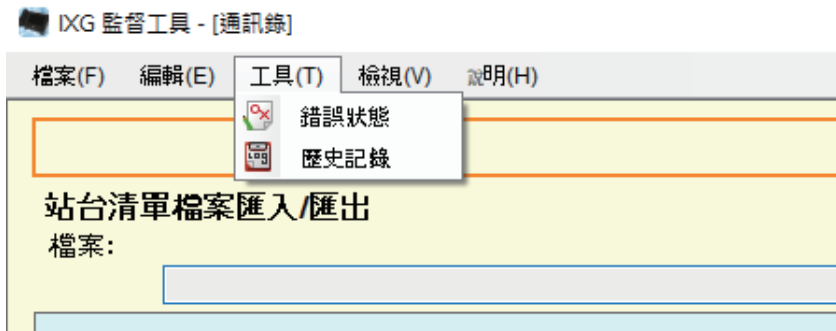 IXG 監督工具 - [通訊錄]
檔案(F) 編輯(E) 工具(T) 檢視(V) 說明(H)
錯誤狀態
Log 歷史記錄
站台清單檔案匯入/匯出
檔案: